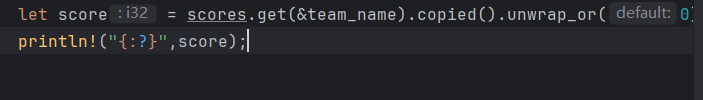 let score: i32 = scores.get(&team_name).copied().unwrap_or(default: 0)
println!("{:?}",score);